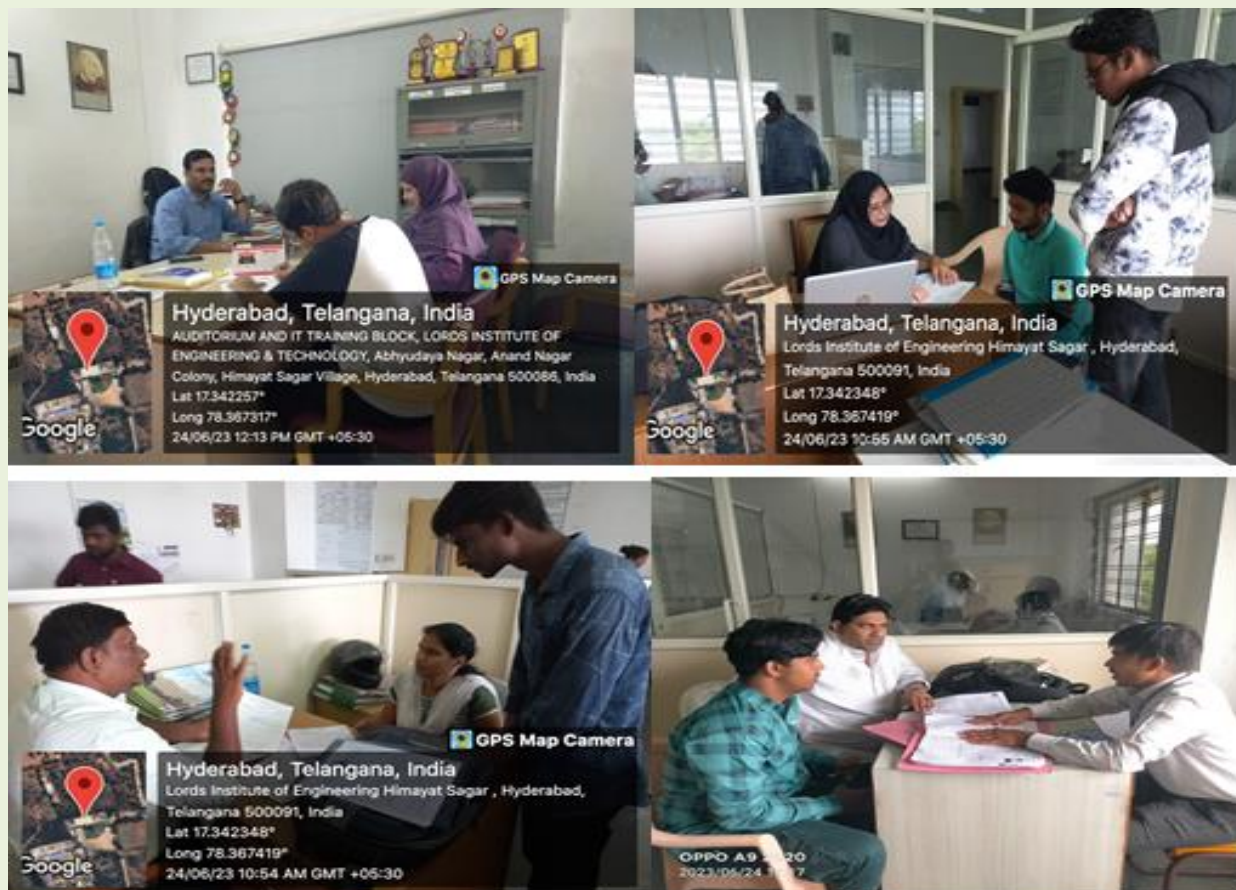 GPS Map Camera
Hyderabad, Telangana, India
AUDITORIUM AND IT TRAINING BLOCK, LORDS INSTITUTE OF
ENGINEERING & TECHNOLOGY, Abhyudaya Nagar, Anand Nagar
Colony, Himayat Sagar Village, Hyderabad, Telangana 500086, India
Lat 17.342257°
Long 78.367317°
24/06/23 12:13 PM GMT +05:30
Google
GPS Map Camera
Hyderabad, Telangana, India
Lords Institute of Engineering Himayat Sagar , Hyderabad,
Telangana 500091, India
Lat 17.342348°
Long 78.367419°
24/06/23 10:55 AM GMT +05:30
Google
GPS Map Camera
Hyderabad, Telangana, India
Lords Institute of Engineering Himayat Sagar , Hyderabad,
Telangana 500091, India
Lat 17.342348°
Long 78.367419°
24/06/23 10:54 AM GMT +05:30
Google
OPPO A9 2020
2023/06/24